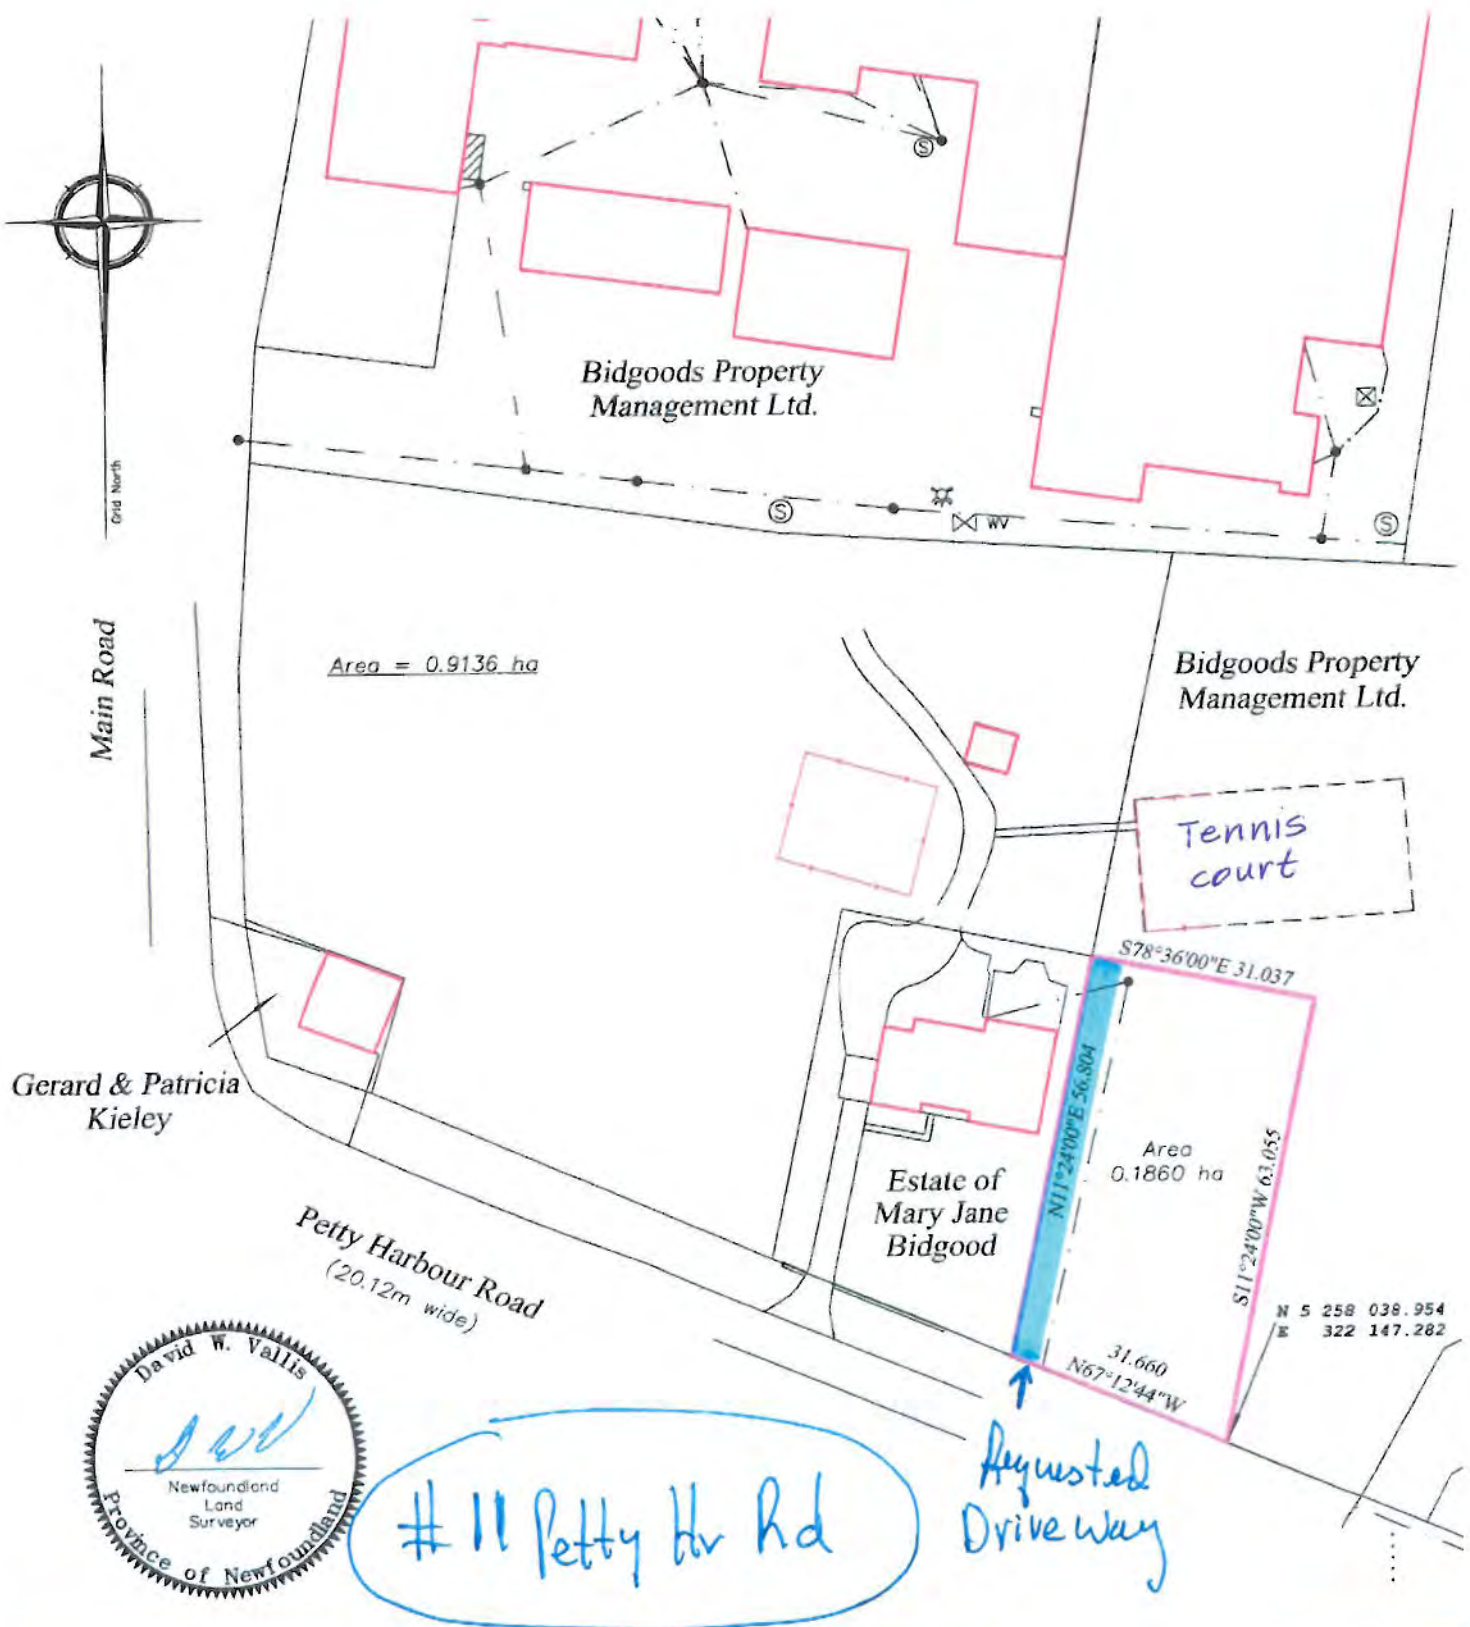 Grid North
Bidgoods Property
Management Ltd.
S
S
WV
S
Main Road
Area = 0.9136 ha
Bidgoods Property
Management Ltd.
Tennis
court
S78°36'00"E 31.037
N11°24'00"E 56.804
Area
0.1860 ha
S11°24'00"W 63.055
Gerard & Patricia
Kieley
Estate of
Mary Jane
Bidgood
Petty Harbour Road
(20.12m wide)
N 5 258 038.954
E 322 147.282
31.660
N67°12'44"W
David W. Vallis
Newfoundland
Land
Surveyor
Province of Newfoundland
#11 Petty Hr Rd
Requested
Driveway